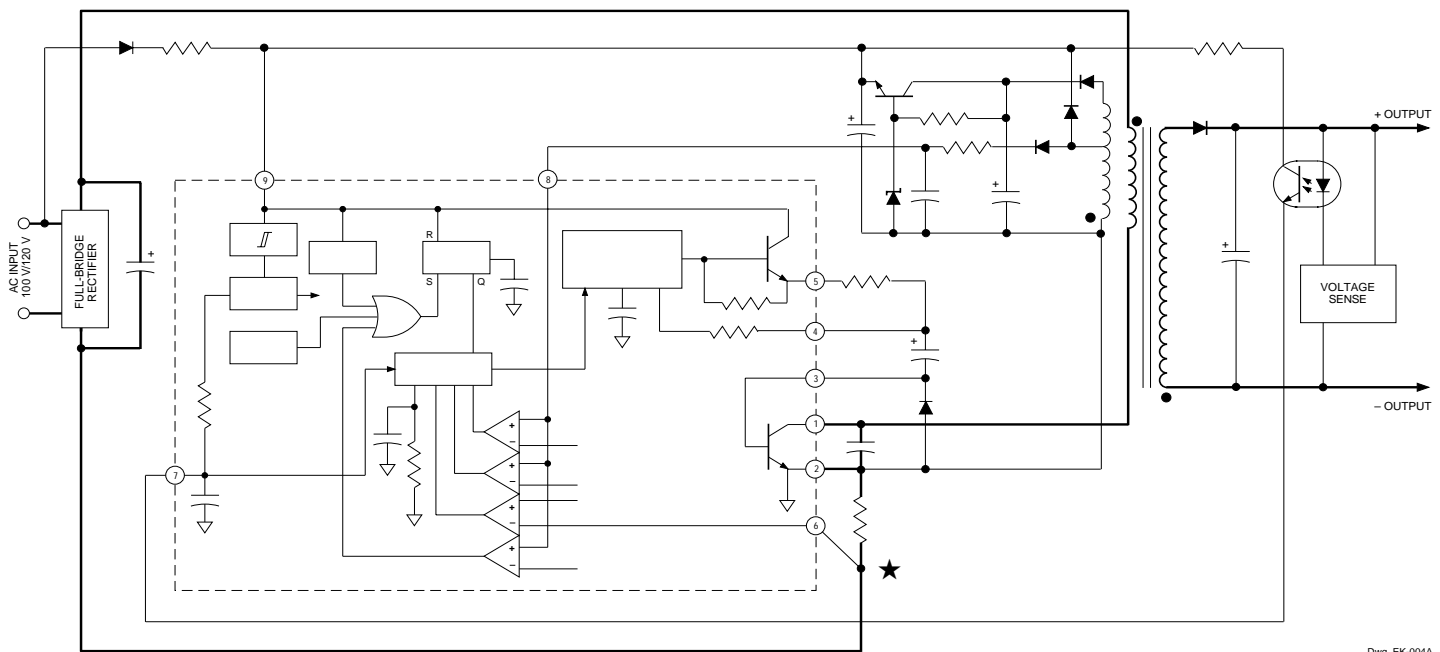 + OUTPUT
+
+
9
8
+
+
AC INPUT
100 V/120 V
FULL-BRIDGE
RECTIFIER
R
S
Q
5
VOLTAGE
SENSE
4
+
3
– OUTPUT
1
+
–
2
+
–
7
+
–
6
+
–
★
Dwg. EK-004A